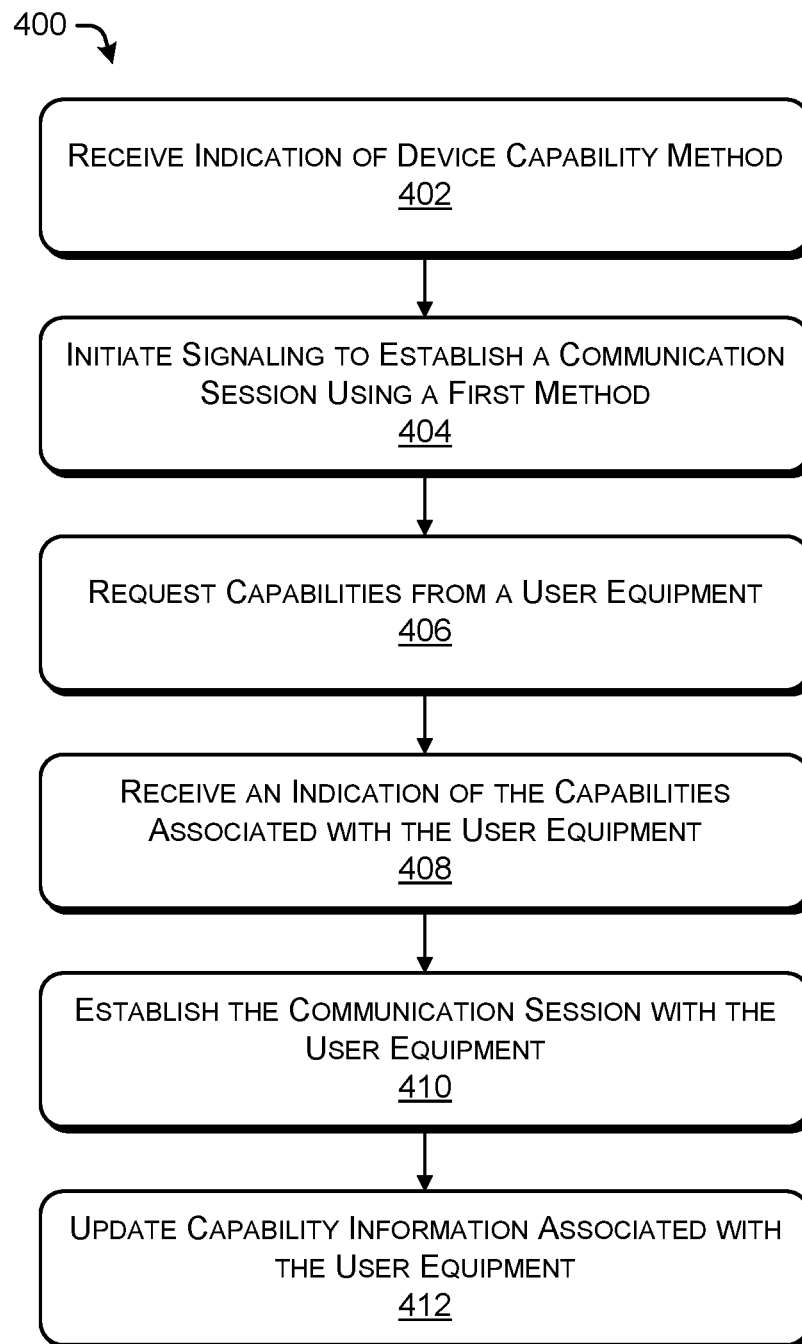 400
RECEIVE INDICATION OF DEVICE CAPABILITY METHOD
402
INITIATE SIGNALING TO ESTABLISH A COMMUNICATION
SESSION USING A FIRST METHOD
404
REQUEST CAPABILITIES FROM A USER EQUIPMENT
406
RECEIVE AN INDICATION OF THE CAPABILITIES
ASSOCIATED WITH THE USER EQUIPMENT
408
ESTABLISH THE COMMUNICATION SESSION WITH THE
USER EQUIPMENT
410
UPDATE CAPABILITY INFORMATION ASSOCIATED WITH
THE USER EQUIPMENT
412